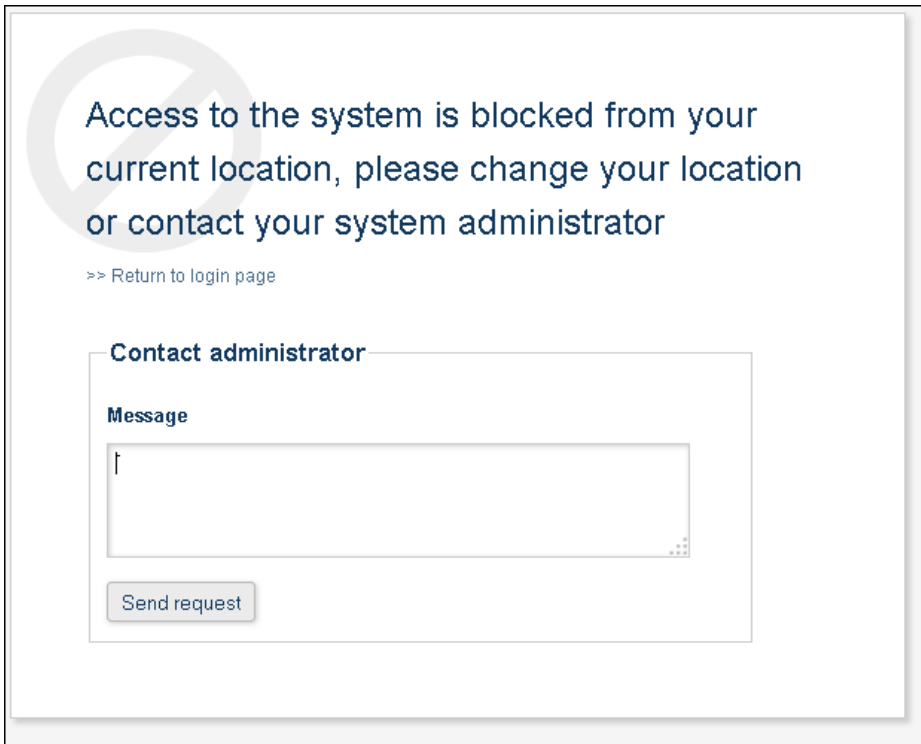 Access to the system is blocked from your
current location, please change your location
or contact your system administrator
>> Return to login page
Contact administrator
Message
Send request